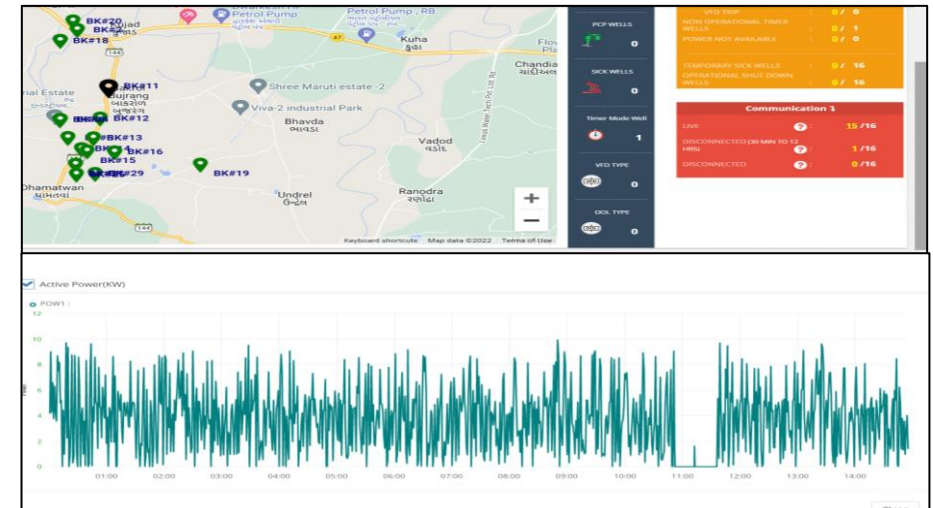 Petrol Pump
Petrol Pump , RB...
BK#20
BK#18
Kuha
કુહા
47
144
Chandia
BK#11
Shree Maruti estate -2
Bujrang
Viva-2 industrial Park
BK#12
Bhavda
ભાવડા
#BK#13
BK#16
BK#15
Vadod
વડોદ
BK#19
Dhamatwan
ધામતવાં
Undrel
ઉન્દ્રેલ
Ranodra
રણોદ્રા
144
+
−
Keyboard shortcuts Map data ©2022 Terms of Use
PCP WELLS
0
SICK WELLS
0
Timer Mode Well
1
VFD TYPE
0
DOL TYPE
0
VFD TRIP : 0 / 0
NON OPERATIONAL TIMER WELLS : 0 / 1
POWER NOT AVAILABLE : 0 / 0
TEMPORARY SICK WELLS : 0 / 16
OPERATIONAL SHUT DOWN WELLS : 0 / 16
Communication
LIVE ? 15 /16
DISCONNECTED (30 MIN TO 12 HRS) ? : 1 /16
DISCONNECTED ? : 0 /16
Active Power(KW)
POW1 :
12
10
8
6
4
2
0
01:00 02:00 03:00 04:00 05:00 06:00 07:00 08:00 09:00 10:00 11:00 12:00 13:00 14:00